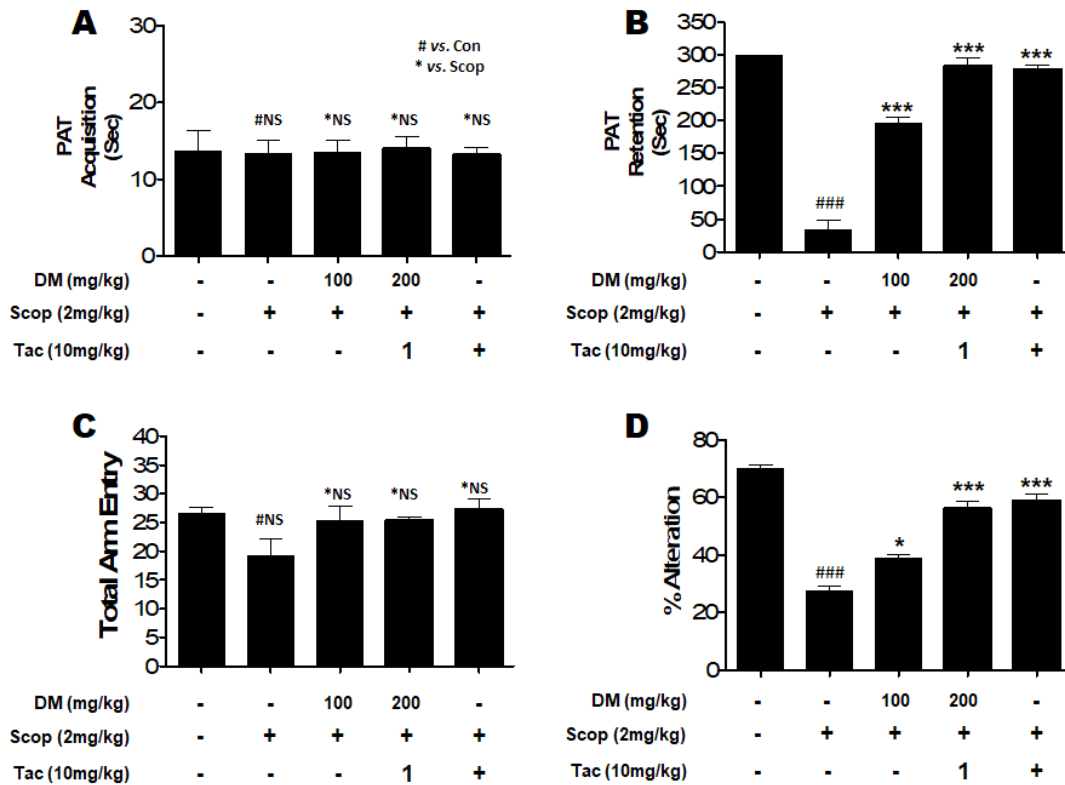 A
30
20
10
0
PAT
Acquisition
(Sec)
# vs. Con
* vs. Scop
#NS *NS *NS *NS
DM (mg/kg) - - 100 200 -
Scop (2mg/kg) - + + + +
Tac (10mg/kg) - - - 1 +
B
350
300
250
200
150
100
50
0
PAT
Retention
(Sec)
### *** *** ***
DM (mg/kg) - - 100 200 -
Scop (2mg/kg) - + + + +
Tac (10mg/kg) - - - 1 +
C
40
35
30
25
20
15
10
5
0
Total Arm Entry
#NS *NS *NS *NS
DM (mg/kg) - - 100 200 -
Scop (2mg/kg) - + + + +
Tac (10mg/kg) - - - 1 +
D
80
60
40
20
0
% Alteration
### * *** ***
DM (mg/kg) - - 100 200 -
Scop (2mg/kg) - + + + +
Tac (10mg/kg) - - - 1 +